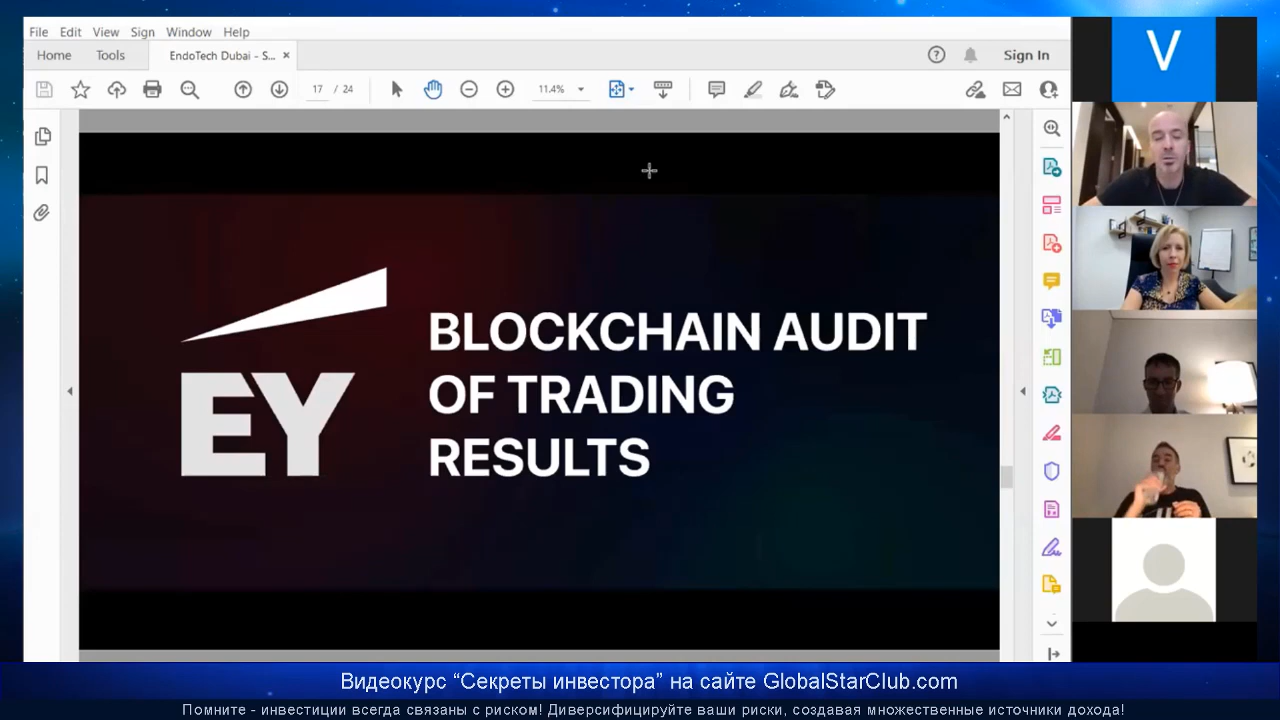 File Edit View Sign Window Help
Home Tools EndoTech Dubai - S... × Sign In
17 / 24 11.4%
V
EY
BLOCKCHAIN AUDIT
OF TRADING
RESULTS
Видеокурс “Секреты инвестора” на сайте GlobalStarClub.com
Помните - инвестиции всегда связаны с риском! Диверсифицируйте ваши риски, создавая множественные источники дохода!